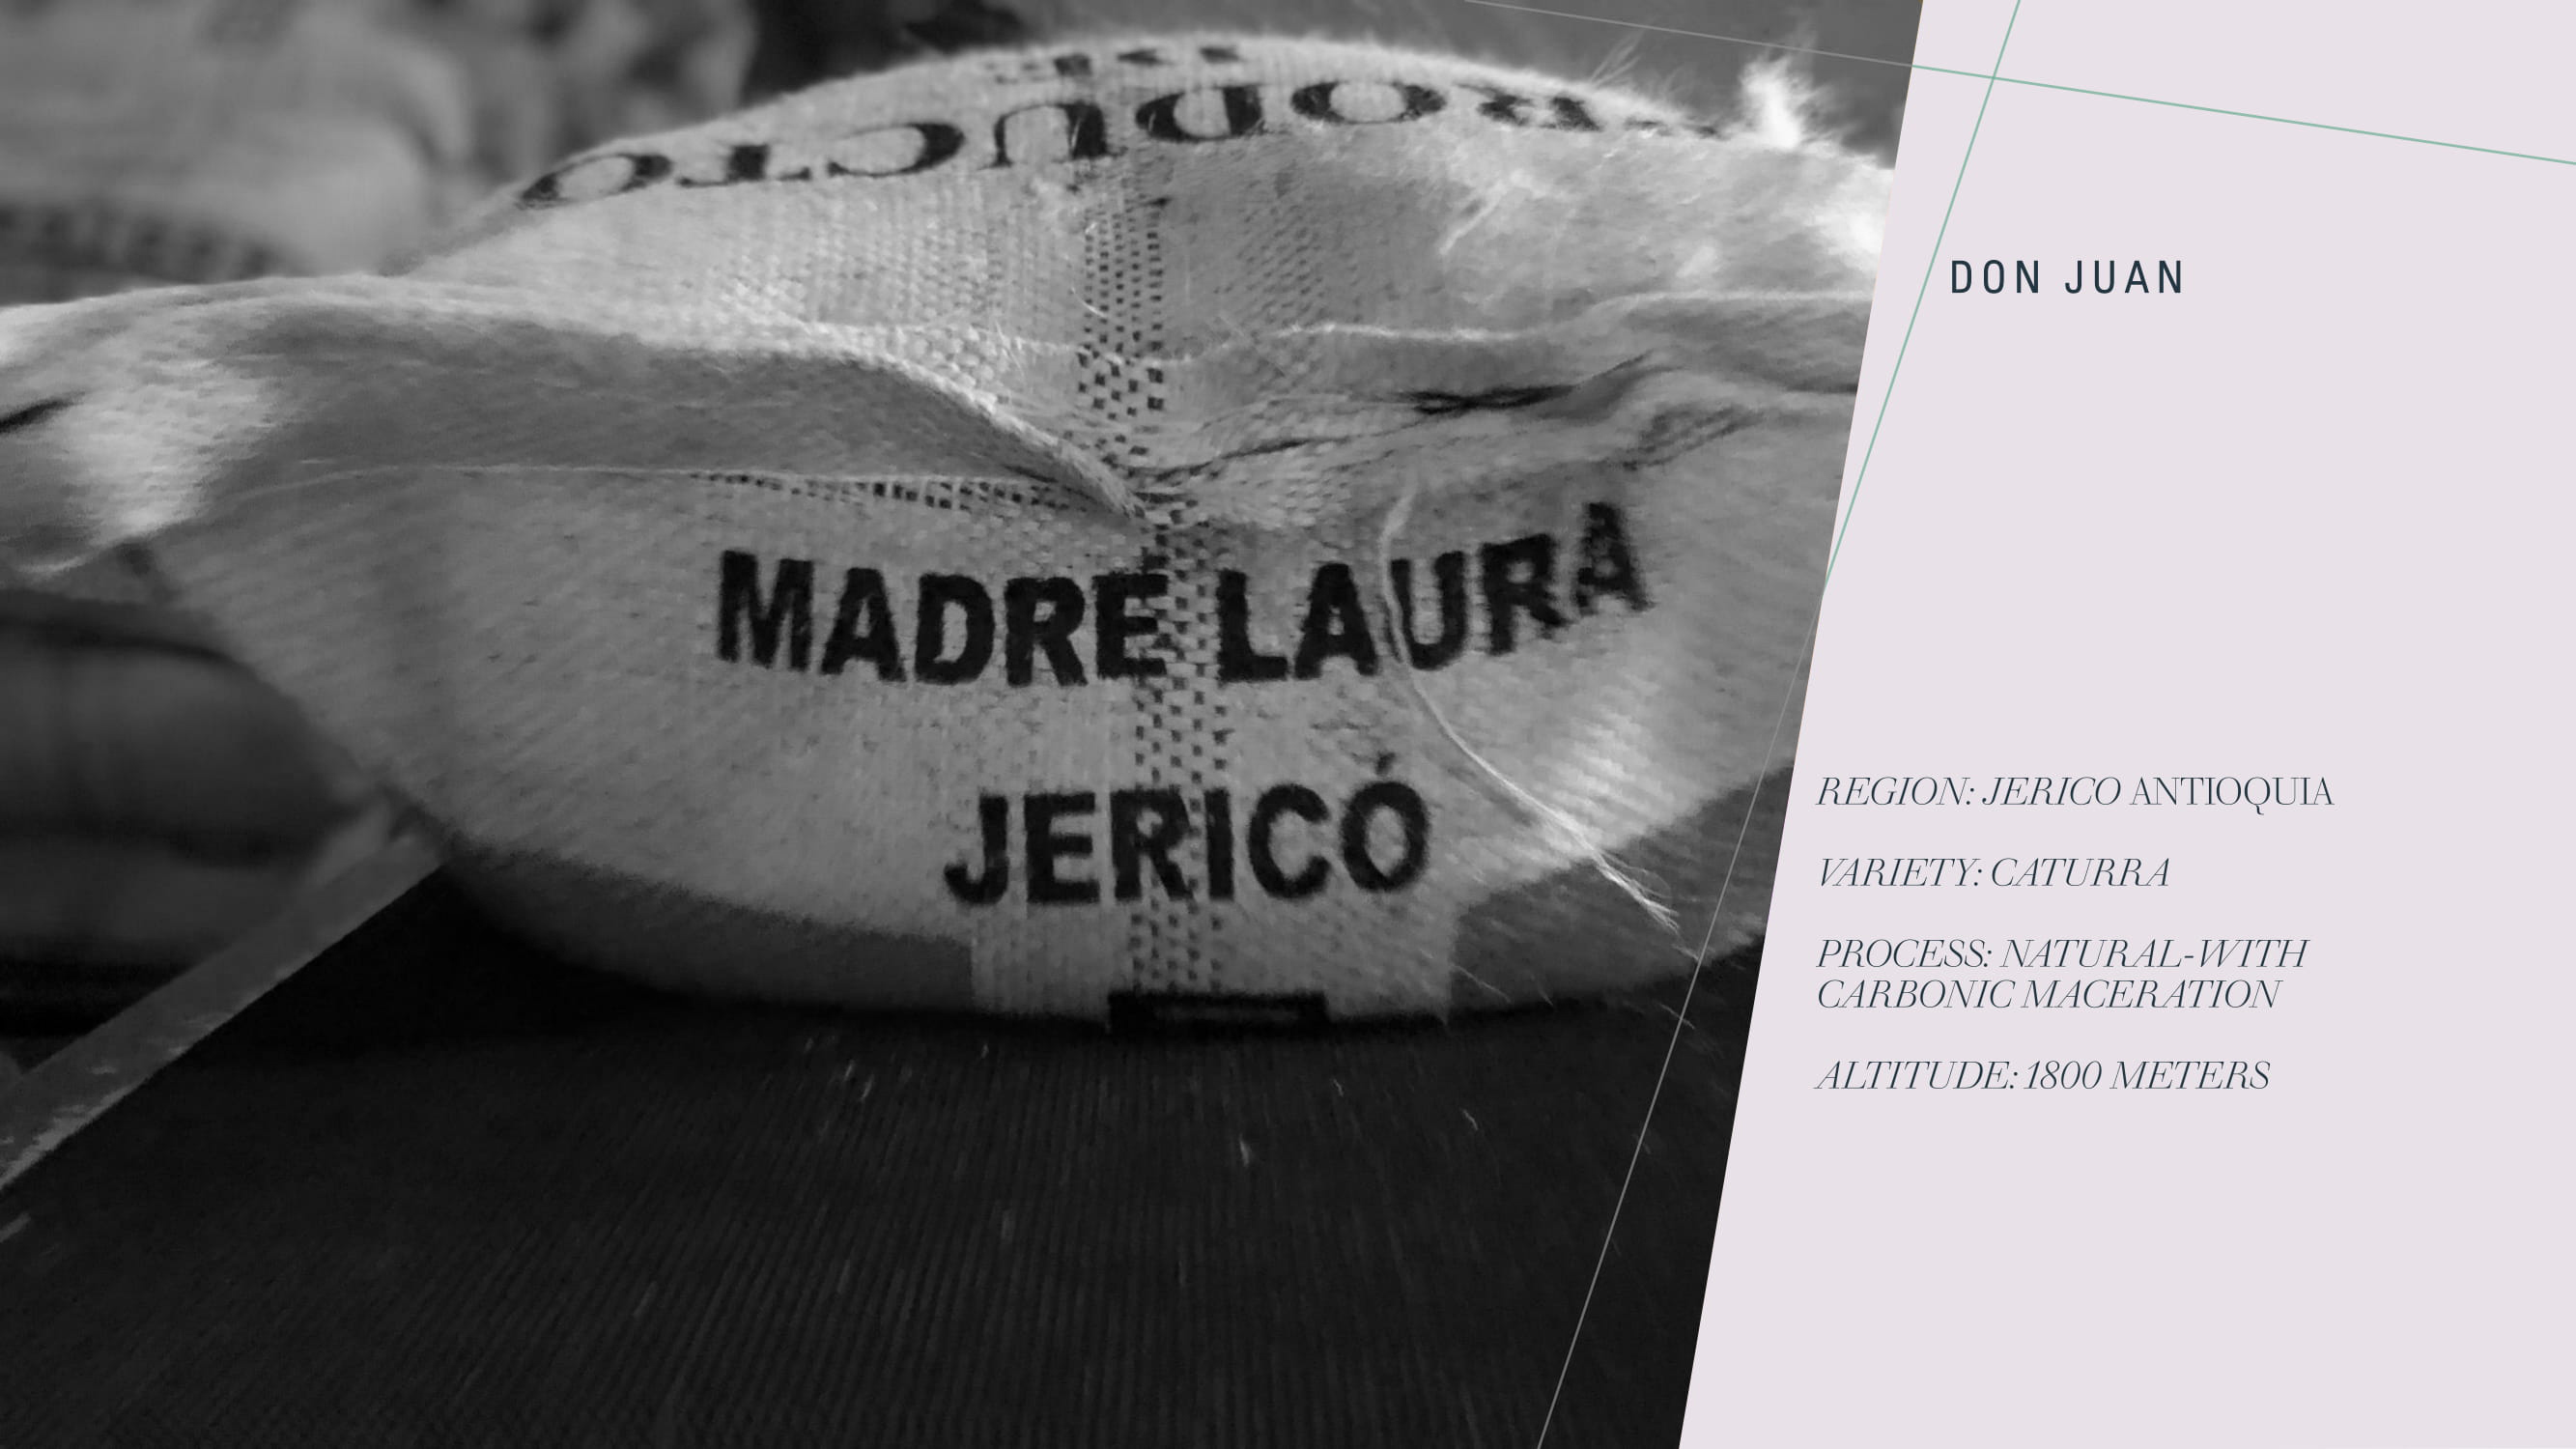 MADRE LAURA
JERICÓ
DON JUAN
REGION: JERICO ANTIOQUIA
VARIETY: CATURRA
PROCESS: NATURAL-WITH
CARBONIC MACERATION
ALTITUDE: 1800 METERS